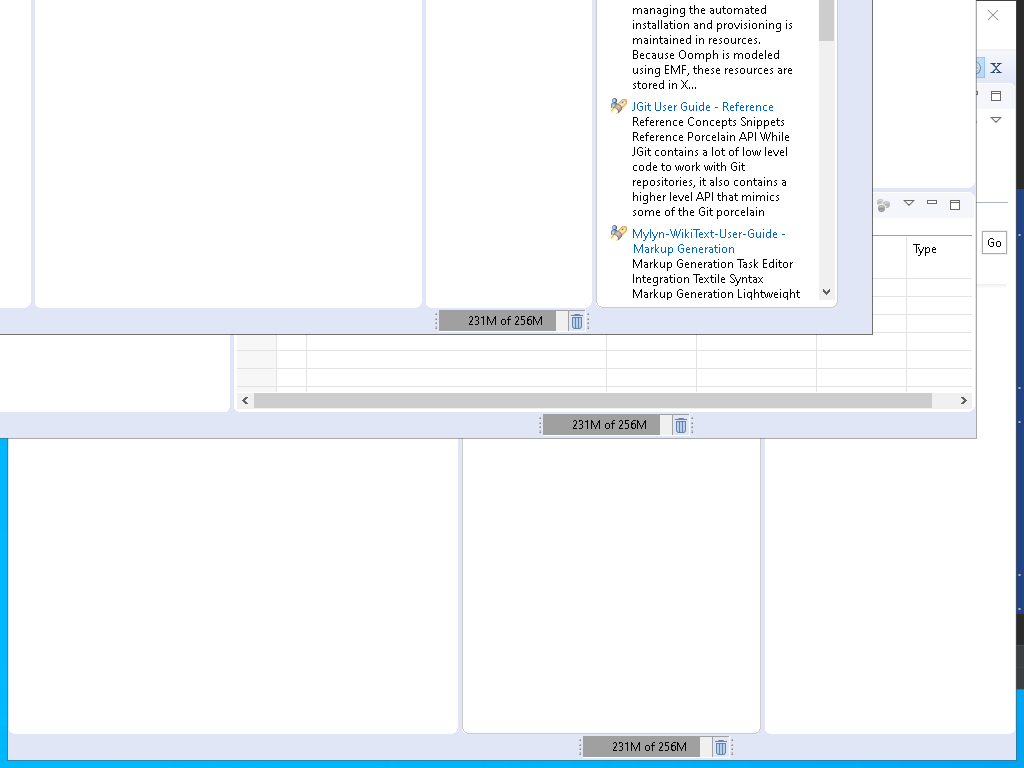 managing the automated
installation and provisioning is
maintained in resources.
Because Oomph is modeled
using EMF, these resources are
stored in X...
JGit User Guide - Reference
Reference Concepts Snippets
Reference Porcelain API While
JGit contains a lot of low level
code to work with Git
repositories, it also contains a
higher level API that mimics
some of the Git porcelain
Mylyn-WikiText-User-Guide -
Markup Generation
Markup Generation Task Editor
Integration Textile Syntax
Markup Generation Lightweight
Type
Go
231M of 256M
231M of 256M
231M of 256M